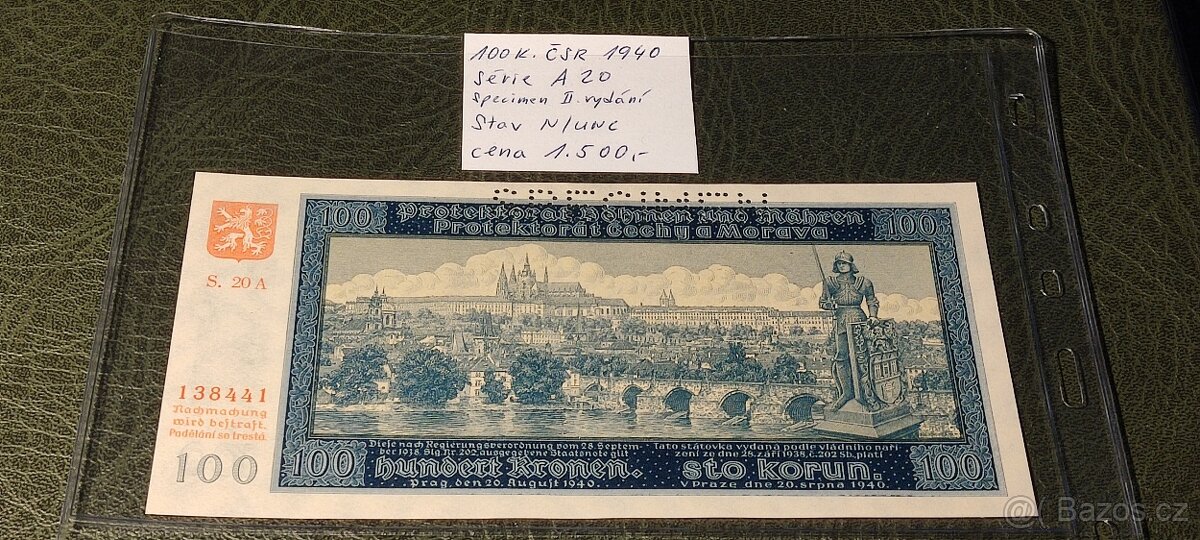 100K. ČSR 1940
Série A 20
Specimen II. vydání
Stav N/UNC
cena 1.500,-
SPECIMEN
100 Protektorat Böhmen und Mähren 100
Protektorát Čechy a Morava
S. 20 A
138441
Nachmachung
wird bestraft.
Padělání se trestá.
100
Diese nach Regierungsverordnung vom 28. Septem-
ber 1938, Slg. Nr. 202, ausgegebene Staatsnote gilt
Tato státovka vydaná podle vládního naří-
zení ze dne 28. září 1938, č. 202 Sb. platí
100 hundert Kronen. sto korun. 100
Prag den 20. August 1940.
V Praze dne 20. srpna 1940.
@ Bazos.cz